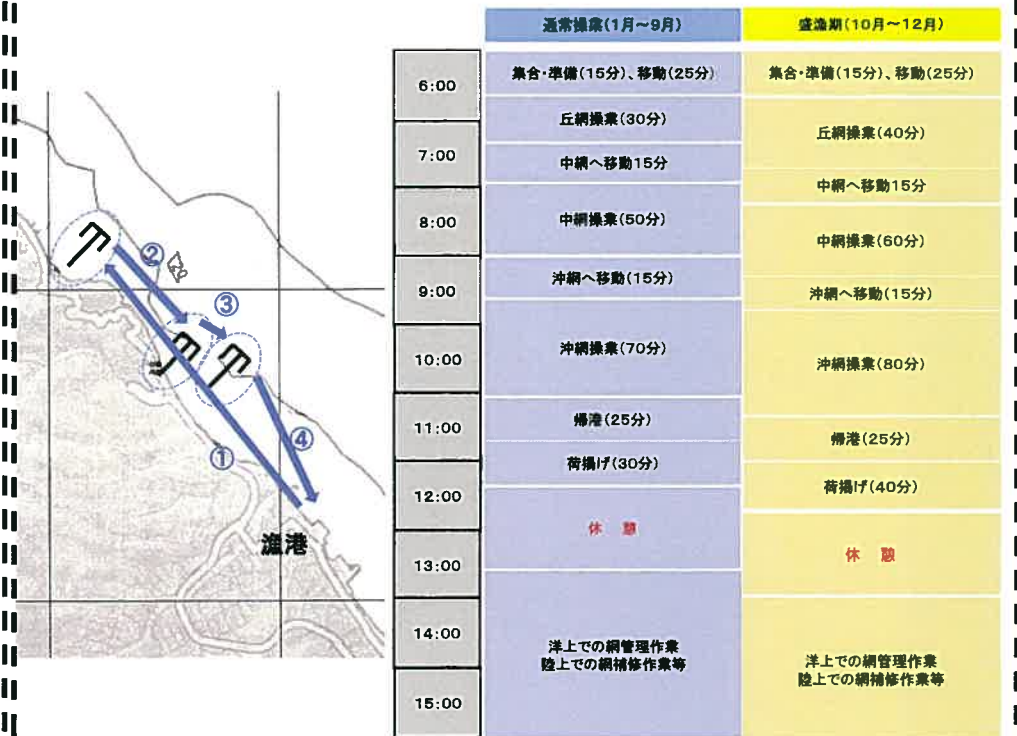 通常操業(1月～9月)
盛漁期(10月～12月)
6:00
集合・準備(15分)、移動(25分)
集合・準備(15分)、移動(25分)
丘網操業(30分)
丘網操業(40分)
7:00
中網へ移動15分
中網へ移動15分
8:00
中網操業(50分)
中網操業(60分)
9:00
沖網へ移動(15分)
沖網へ移動(15分)
10:00
沖網操業(70分)
沖網操業(80分)
11:00
帰港(25分)
帰港(25分)
荷揚げ(30分)
荷揚げ(40分)
12:00
休 憩
休 憩
13:00
14:00
洋上での網管理作業
陸上での網補修作業等
洋上での網管理作業
陸上での網補修作業等
15:00
②
③
④
①
漁港